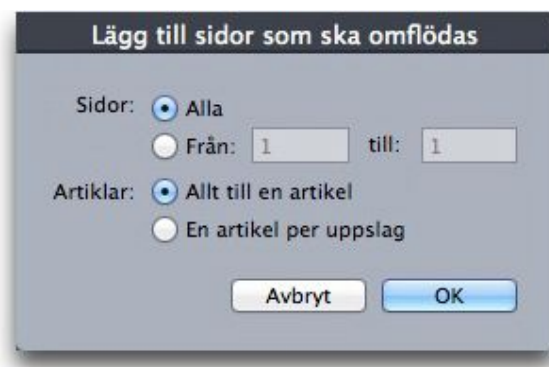 Lägg till sidor som ska omflödas
Sidor: Alla
Från: 1 till: 1
Artiklar: Allt till en artikel
En artikel per uppslag
Avbryt OK